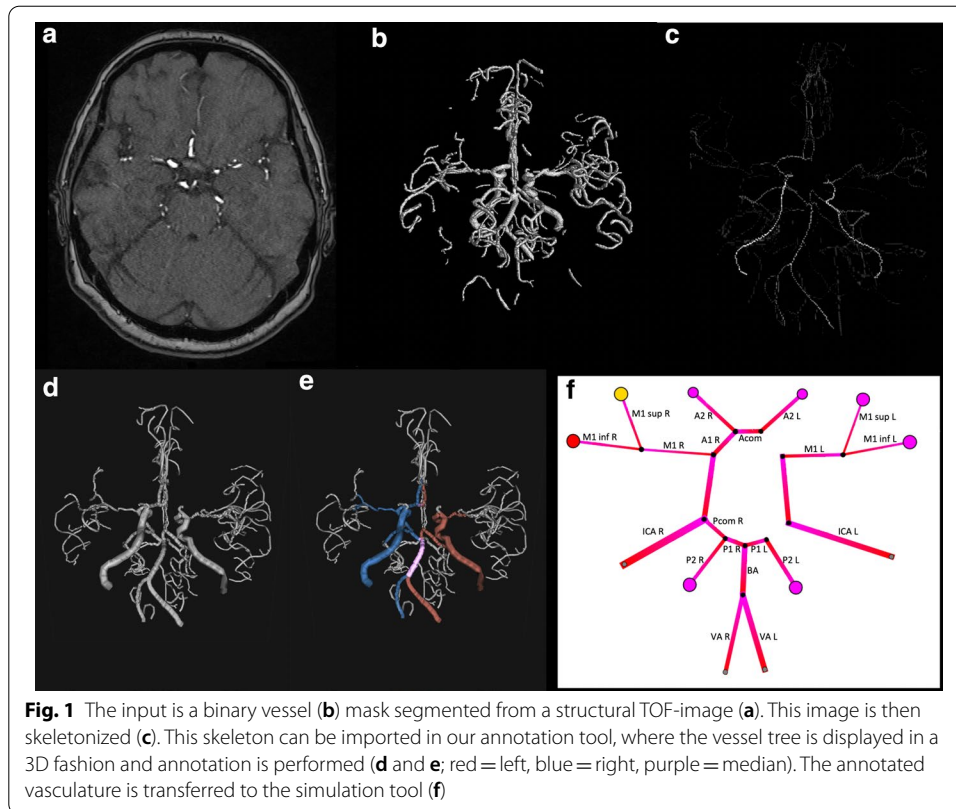 a
b
c
d
e
f
M1 sup R
A2 R
A2 L
M1 sup L
M1 inf R
M1 R
A1 R
Acom
M1 L
M1 inf L
Pcom R
ICA R
ICA L
P1 R
P1 L
P2 R
P2 L
BA
VA R
VA L
Fig. 1 The input is a binary vessel (b) mask segmented from a structural TOF-image (a). This image is then
skeletonized (c). This skeleton can be imported in our annotation tool, where the vessel tree is displayed in a
3D fashion and annotation is performed (d and e; red = left, blue = right, purple = median). The annotated
vasculature is transferred to the simulation tool (f)